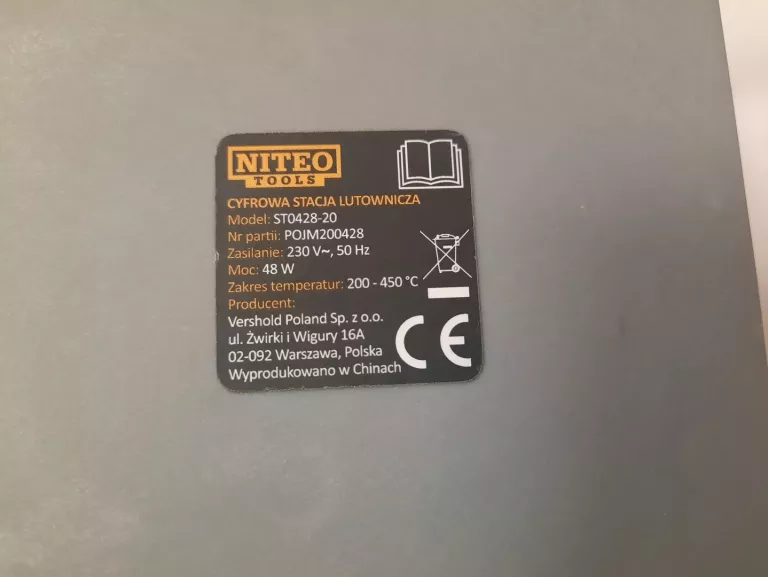 NITEO
TOOLS
CYFROWA STACJA LUTOWNICZA
Model: ST0428-20
Nr partii: POJM200428
Zasilanie: 230 V~, 50 Hz
Moc: 48 W
Zakres temperatur: 200 - 450 °C
Producent:
Vershold Poland Sp. z o.o.
ul. Żwirki i Wigury 16A
02-092 Warszawa, Polska
Wyprodukowano w Chinach
CE